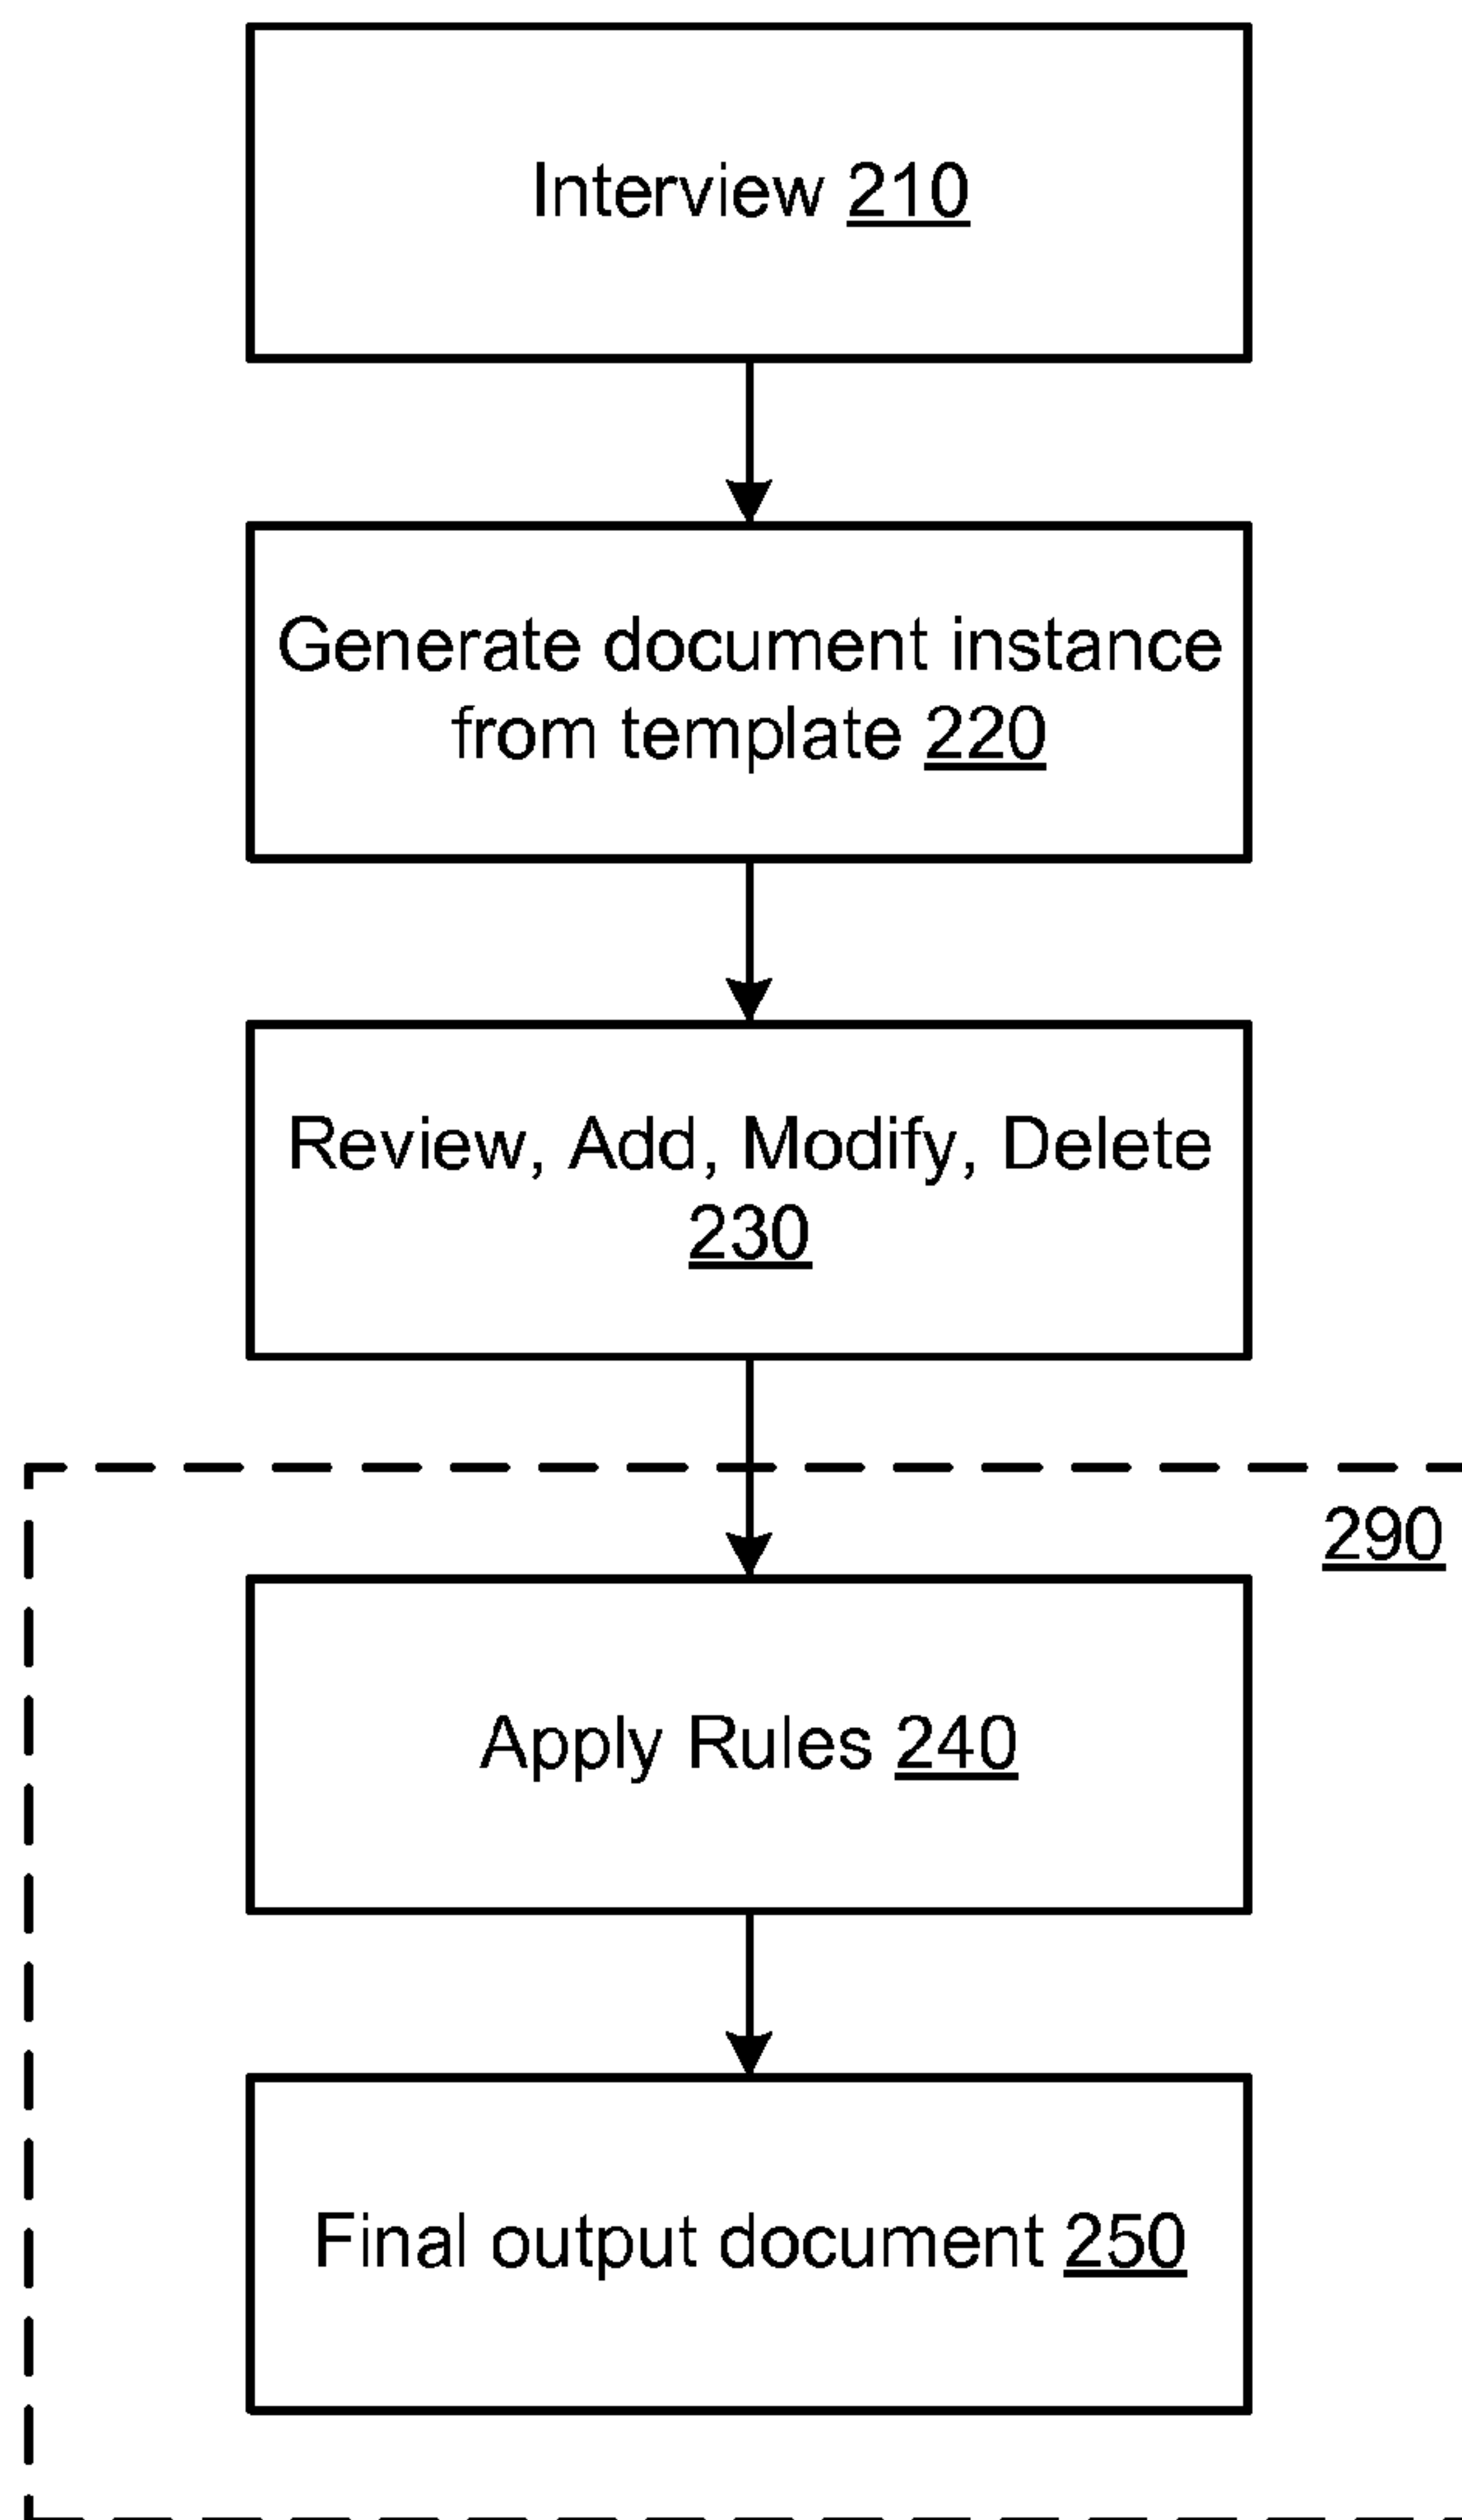 Interview 210
Generate document instance
from template 220
Review, Add, Modify, Delete
230
290
Apply Rules 240
Final output document 250